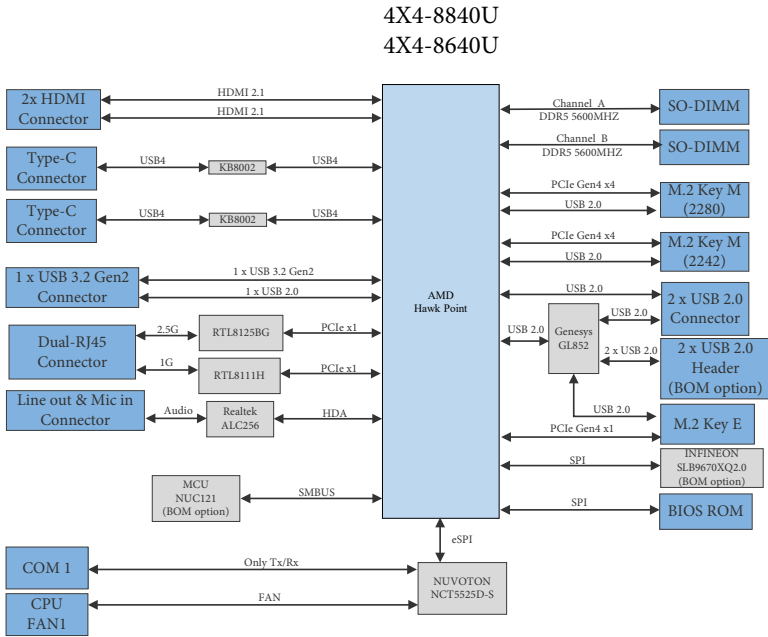 4X4-8840U
4X4-8640U
2x HDMI
Connector
HDMI 2.1
HDMI 2.1
Type-C
Connector
USB4
KB8002
USB4
Type-C
Connector
USB4
KB8002
USB4
1 x USB 3.2 Gen2
Connector
1 x USB 3.2 Gen2
1 x USB 2.0
Dual-RJ45
Connector
2.5G
RTL8125BG
PCIe x1
1G
RTL8111H
PCIe x1
Line out & Mic in
Connector
Audio
Realtek
ALC256
HDA
MCU
NUC121
(BOM option)
SMBUS
AMD
Hawk Point
Channel A
DDR5 5600MHZ
SO-DIMM
Channel B
DDR5 5600MHZ
SO-DIMM
PCIe Gen4 x4
USB 2.0
M.2 Key M
(2280)
PCIe Gen4 x4
USB 2.0
M.2 Key M
(2242)
USB 2.0
USB 2.0
2 x USB 2.0
Connector
USB 2.0
Genesys
GL852
2 x USB 2.0
2 x USB 2.0
Header
(BOM option)
USB 2.0
PCIe Gen4 x1
M.2 Key E
SPI
INFINEON
SLB9670XQ2.0
(BOM option)
SPI
BIOS ROM
eSPI
COM 1
Only Tx/Rx
NUVOTON
NCT5525D-S
CPU
FAN1
FAN